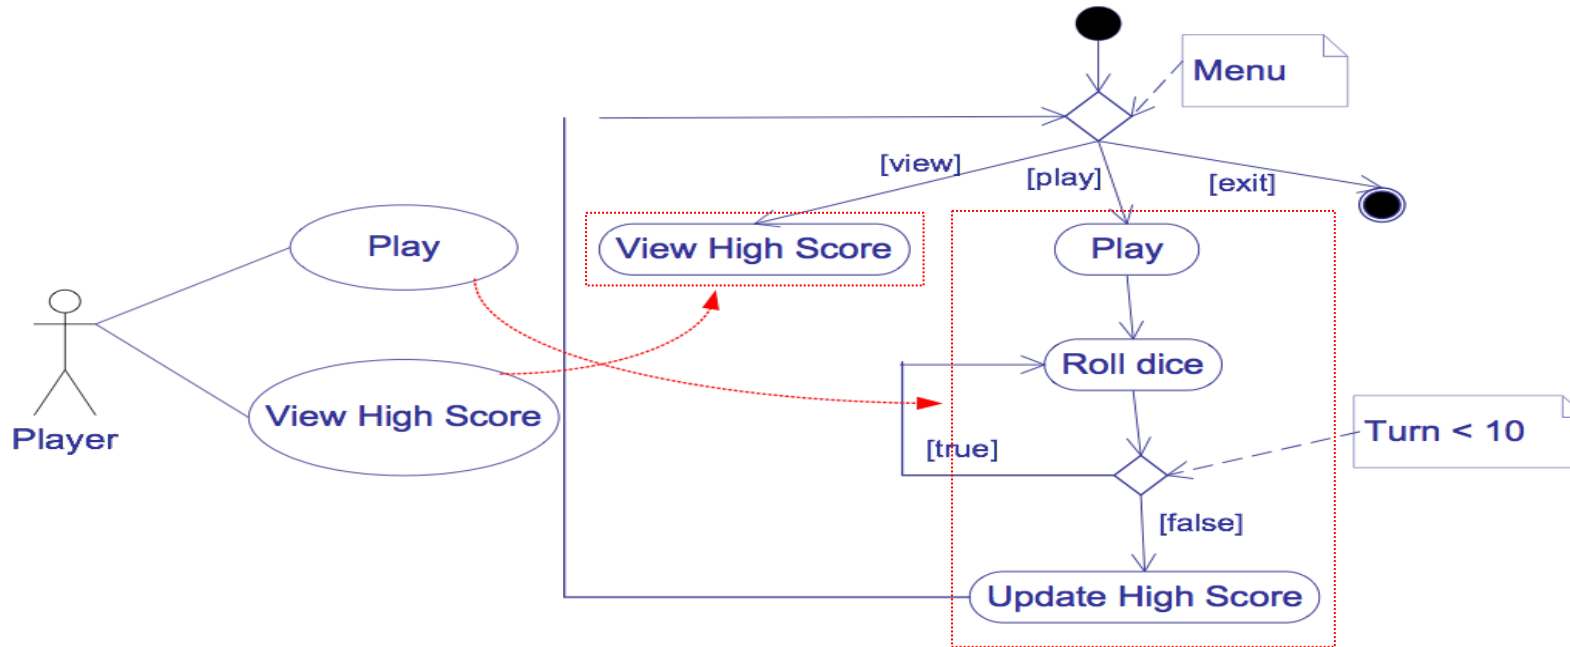 Menu
[view]
[play]
[exit]
Play
View High Score
Play
Roll dice
View High Score
Player
[true]
Turn < 10
[false]
Update High Score